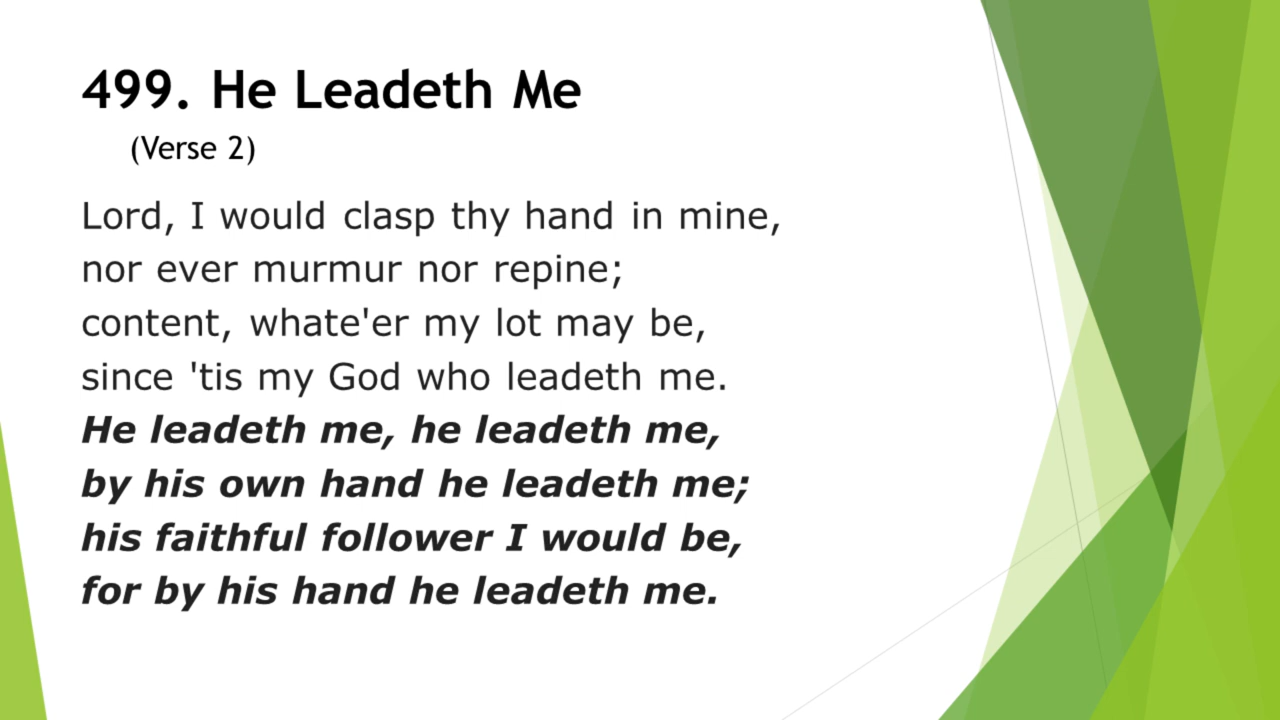 499. He Leadeth Me
(Verse 2)
Lord, I would clasp thy hand in mine,
nor ever murmur nor repine;
content, whate'er my lot may be,
since 'tis my God who leadeth me.
He leadeth me, he leadeth me,
by his own hand he leadeth me;
his faithful follower I would be,
for by his hand he leadeth me.